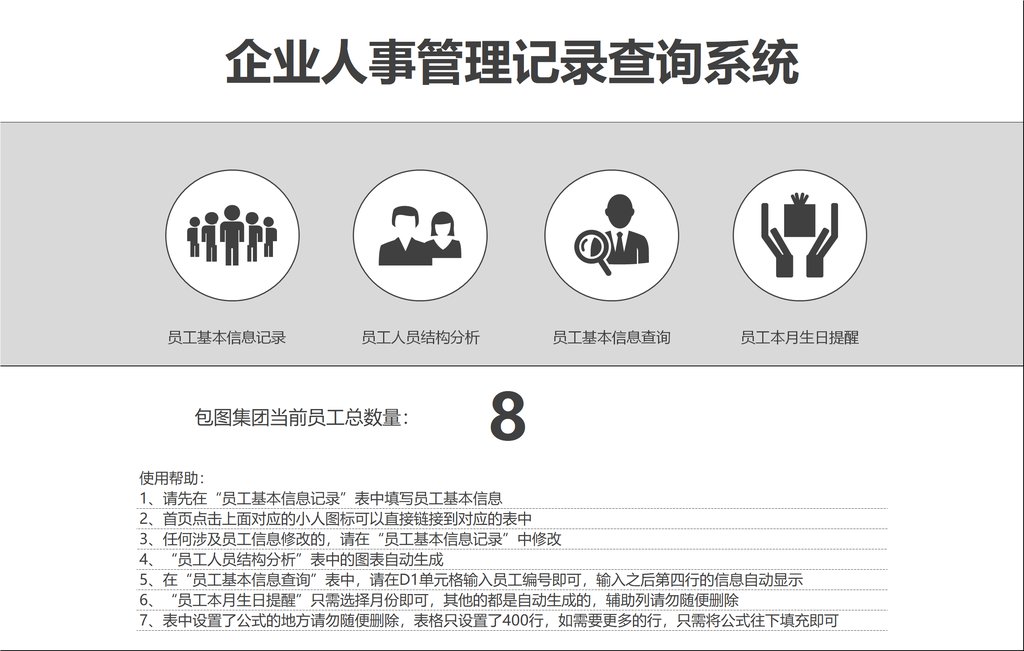 企业人事管理记录查询系统
员工基本信息记录
员工人员结构分析
员工基本信息查询
员工本月生日提醒
包图集团当前员工总数量：
8
使用帮助：
1、请先在“员工基本信息记录”表中填写员工基本信息
2、首页点击上面对应的小人图标可以直接链接到对应的表中
3、任何涉及员工信息修改的，请在“员工基本信息记录”中修改
4、“员工人员结构分析”表中的图表自动生成
5、在“员工基本信息查询”表中，请在D1单元格输入员工编号即可，输入之后第四行的信息自动显示
6、“员工本月生日提醒”只需选择月份即可，其他的都是自动生成的，辅助列请勿随便删除
7、表中设置了公式的地方请勿随便删除，表格只设置了400行，如需要更多的行，只需将公式往下填充即可